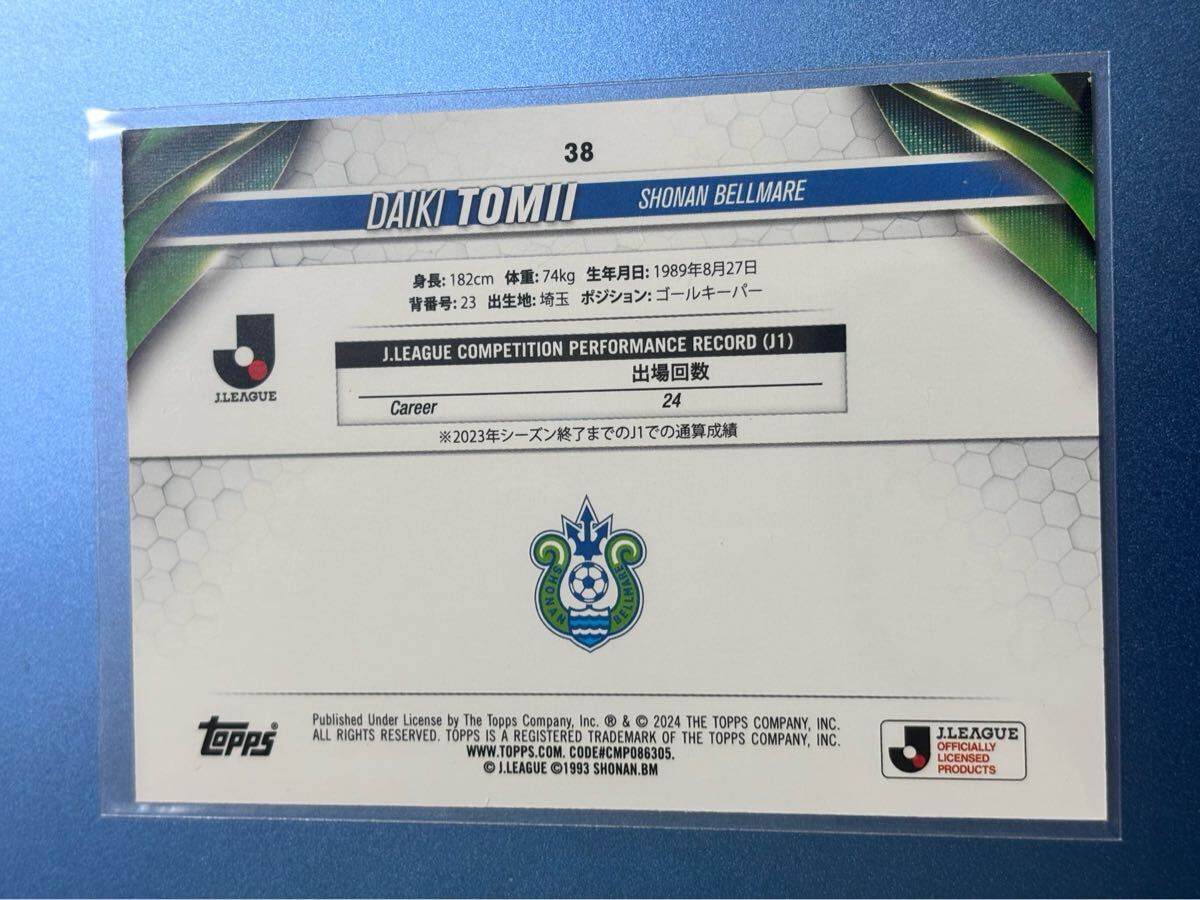 38
DAIKI TOMII SHONAN BELLMARE
身長: 182cm 体重: 74kg 生年月日: 1989年8月27日
背番号: 23 出生地: 埼玉 ポジション: ゴールキーパー
J.LEAGUE
J.LEAGUE COMPETITION PERFORMANCE RECORD (J1)
出場回数
Career 24
※2023年シーズン終了までのJ1での通算成績
SHONAN BELLMARE
Topps®
Published Under License by The Topps Company, Inc. ® & © 2024 THE TOPPS COMPANY, INC.
ALL RIGHTS RESERVED. TOPPS IS A REGISTERED TRADEMARK OF THE TOPPS COMPANY, INC.
WWW.TOPPS.COM. CODE#CMP086305.
© J.LEAGUE ©1993 SHONAN.BM
J.LEAGUE
OFFICIALLY
LICENSED
PRODUCTS